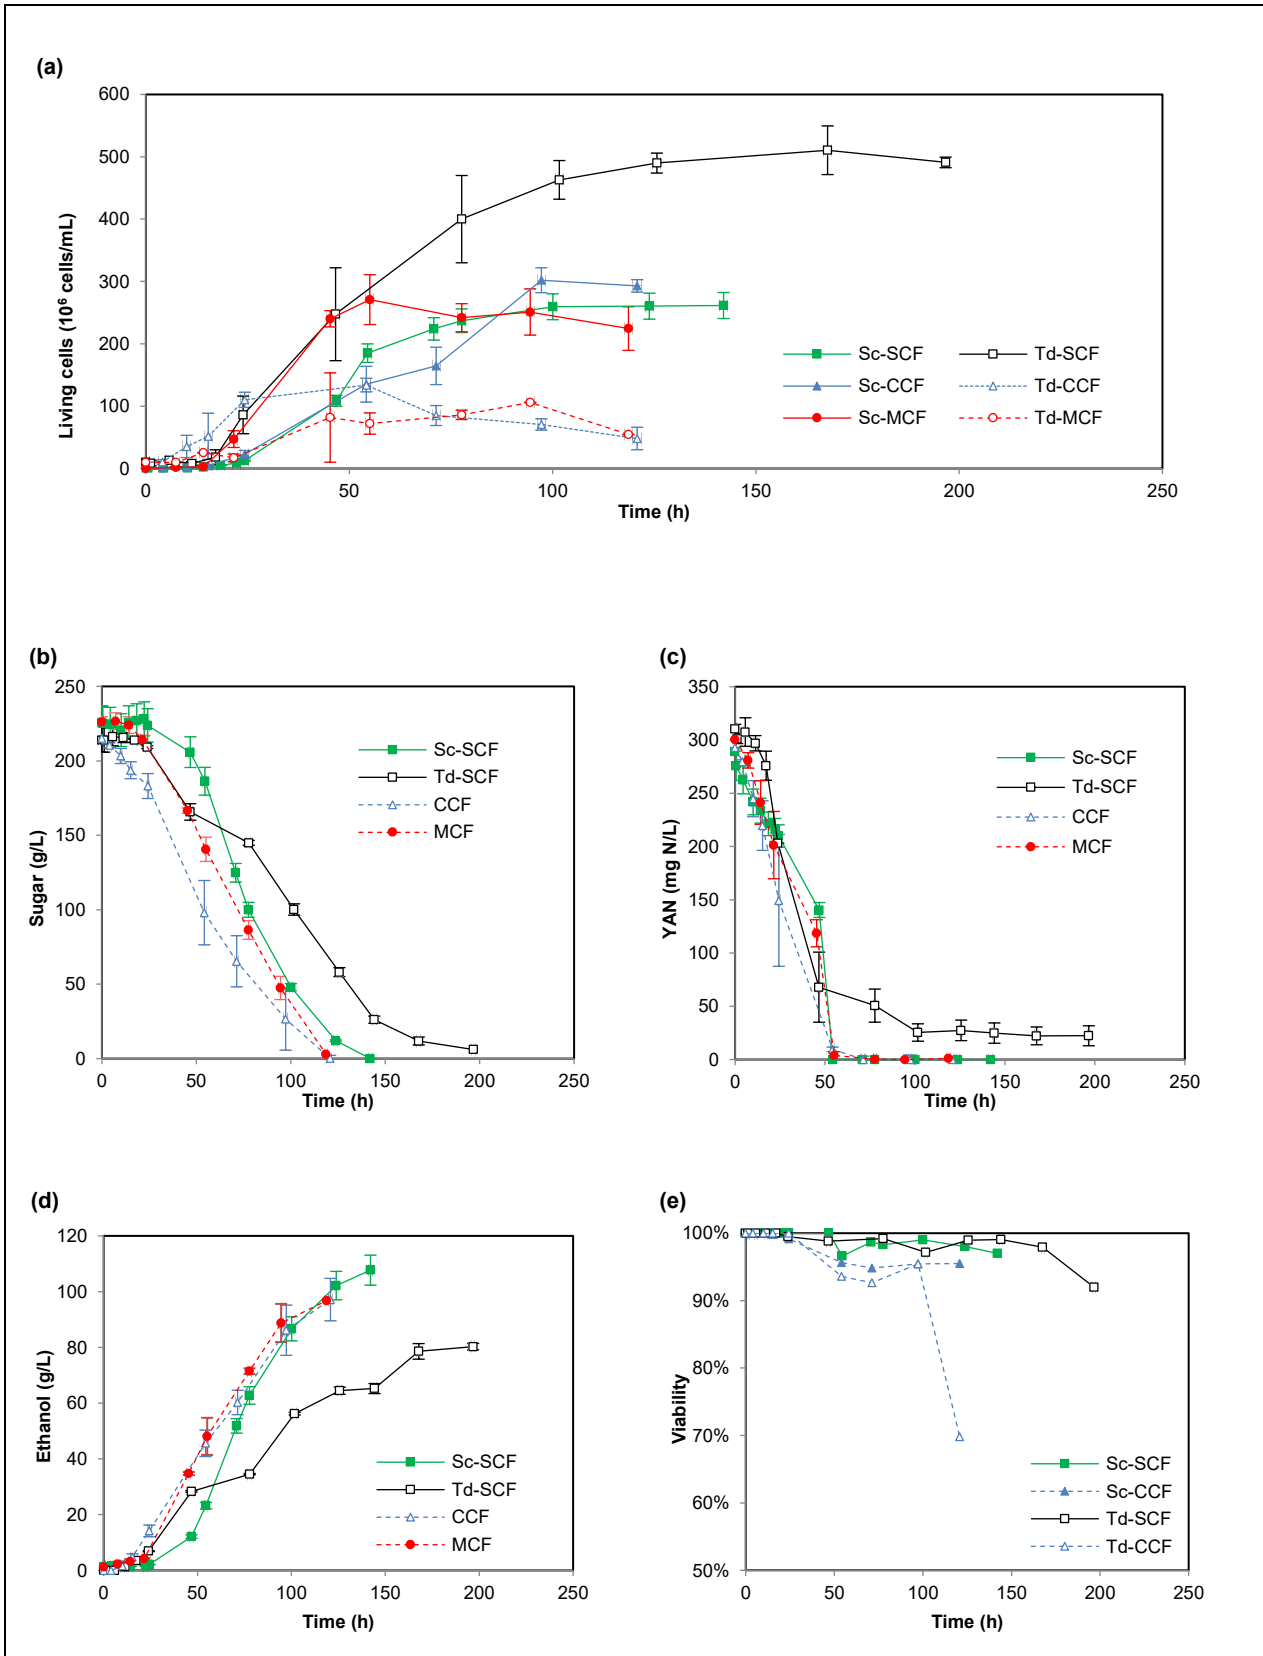 (a)
600
500
400
300
200
100
0
Living cells (10⁶ cells/mL)
0 50 100 150 200 250
Time (h)
Sc-SCF Td-SCF
Sc-CCF Td-CCF
Sc-MCF Td-MCF
(b)
250
200
150
100
50
0
Sugar (g/L)
0 50 100 150 200 250
Time (h)
Sc-SCF
Td-SCF
CCF
MCF
(c)
350
300
250
200
150
100
50
0
YAN (mg N/L)
0 50 100 150 200 250
Time (h)
Sc-SCF
Td-SCF
CCF
MCF
(d)
120
100
80
60
40
20
0
Ethanol (g/L)
0 50 100 150 200 250
Time (h)
Sc-SCF
Td-SCF
CCF
MCF
(e)
100%
90%
80%
70%
60%
50%
Viability
0 50 100 150 200 250
Time (h)
Sc-SCF
Sc-CCF
Td-SCF
Td-CCF